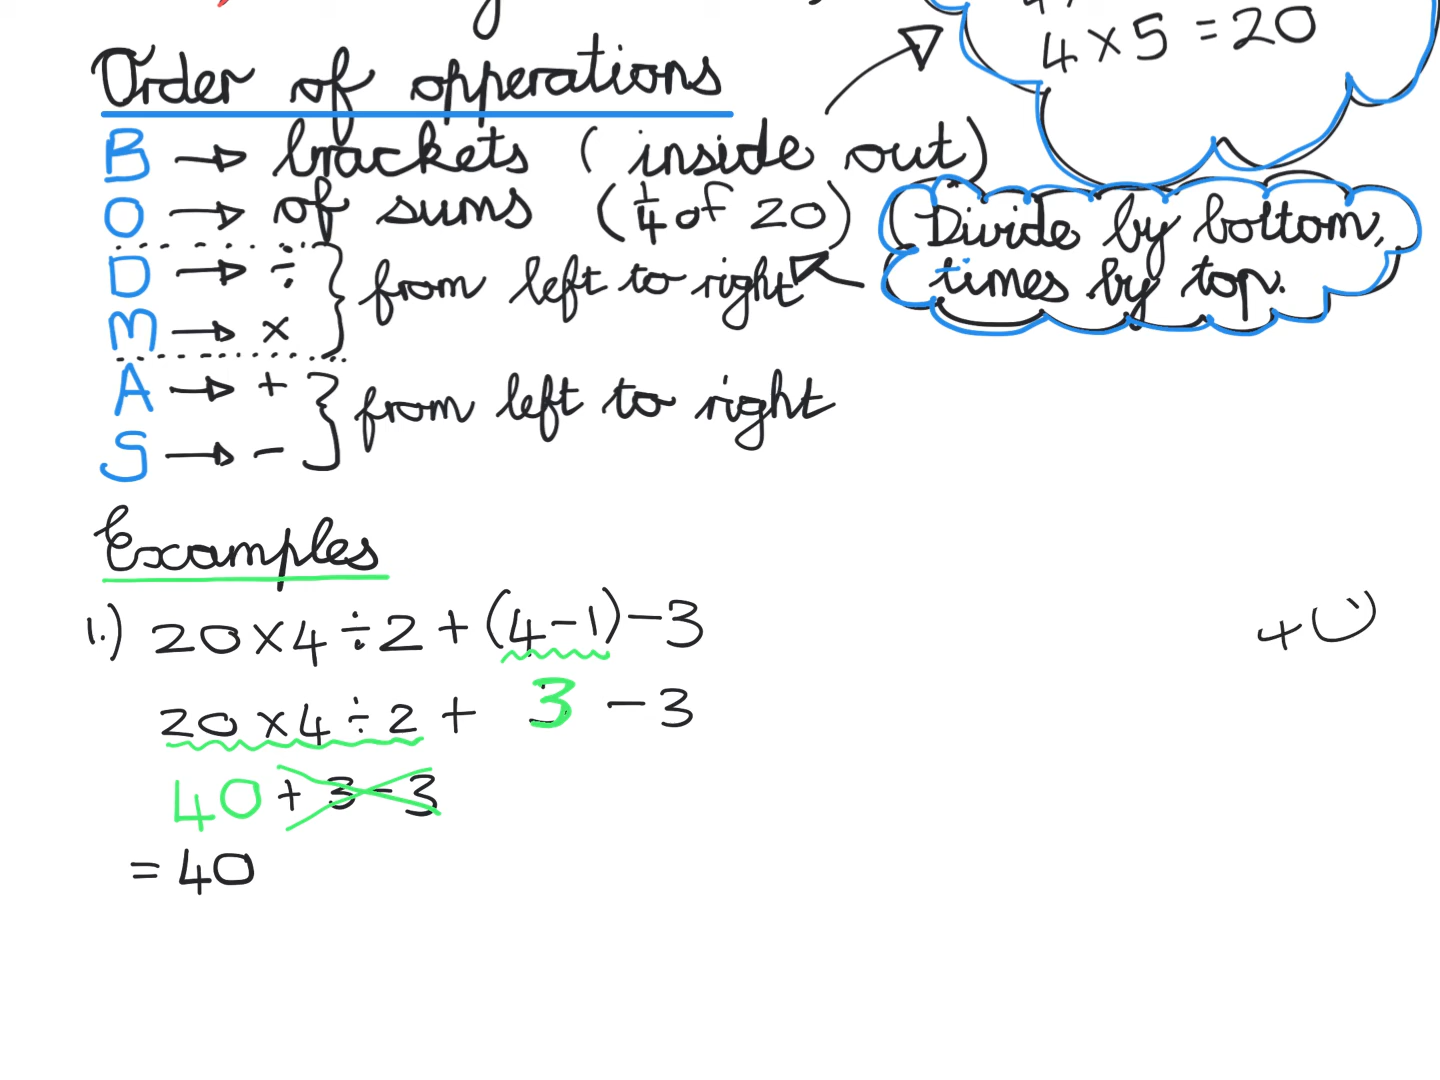 4 × 5 = 20
Order of opperations
B → brackets (inside out)
O → of sums (1/4 of 20)
Divide by bottom,
times by top.
D → ÷
M → ×
} from left to right
A → +
S → -
} from left to right
Examples
1.) 20 × 4 ÷ 2 + (4 - 1) - 3
20 × 4 ÷ 2 + 3 - 3
40 + 3 - 3
= 40